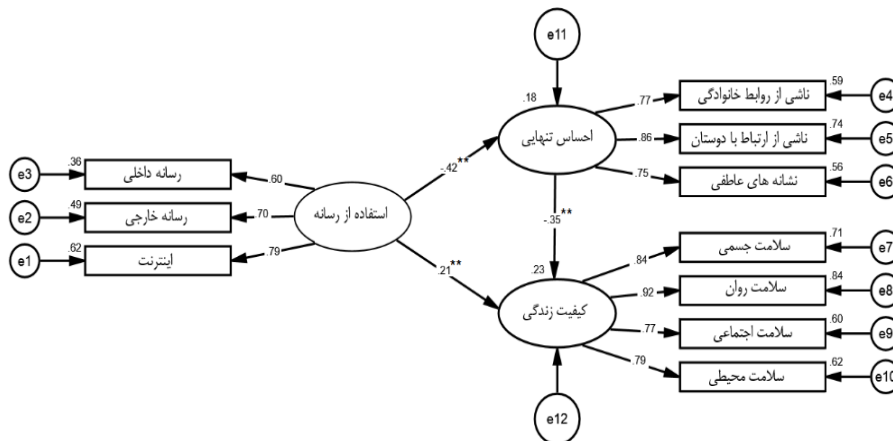 e11
.18
احساس تنهایی
.77
ناشی از روابط خانوادگی
.59
e4
.86
ناشی از ارتباط با دوستان
.74
e5
.75
نشانه های عاطفی
.56
e6
e3
.36
رسانه داخلی
.60
e2
.49
رسانه خارجی
.70
e1
.62
اینترنت
.79
استفاده از رسانه
-.42**
-.35**
.21**
.23
کیفیت زندگی
.84
سلامت جسمی
.71
e7
.92
سلامت روان
.84
e8
.77
سلامت اجتماعی
.60
e9
.79
سلامت محیطی
.62
e10
e12